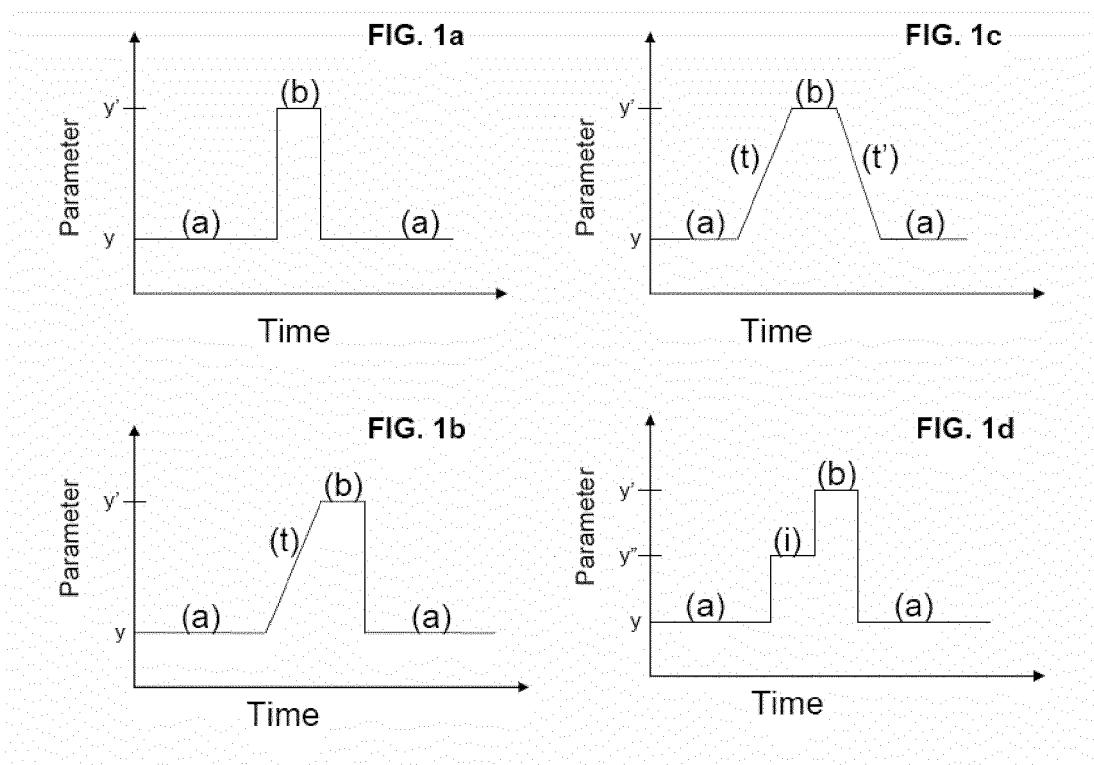 FIG. 1a
(b)
y'
Parameter
(a)
(a)
y
Time
FIG. 1c
(b)
y'
Parameter
(t)
(t')
(a)
(a)
y
Time
FIG. 1b
(b)
y'
Parameter
(t)
(a)
(a)
y
Time
FIG. 1d
(b)
y'
(i)
y"
Parameter
(a)
(a)
y
Time